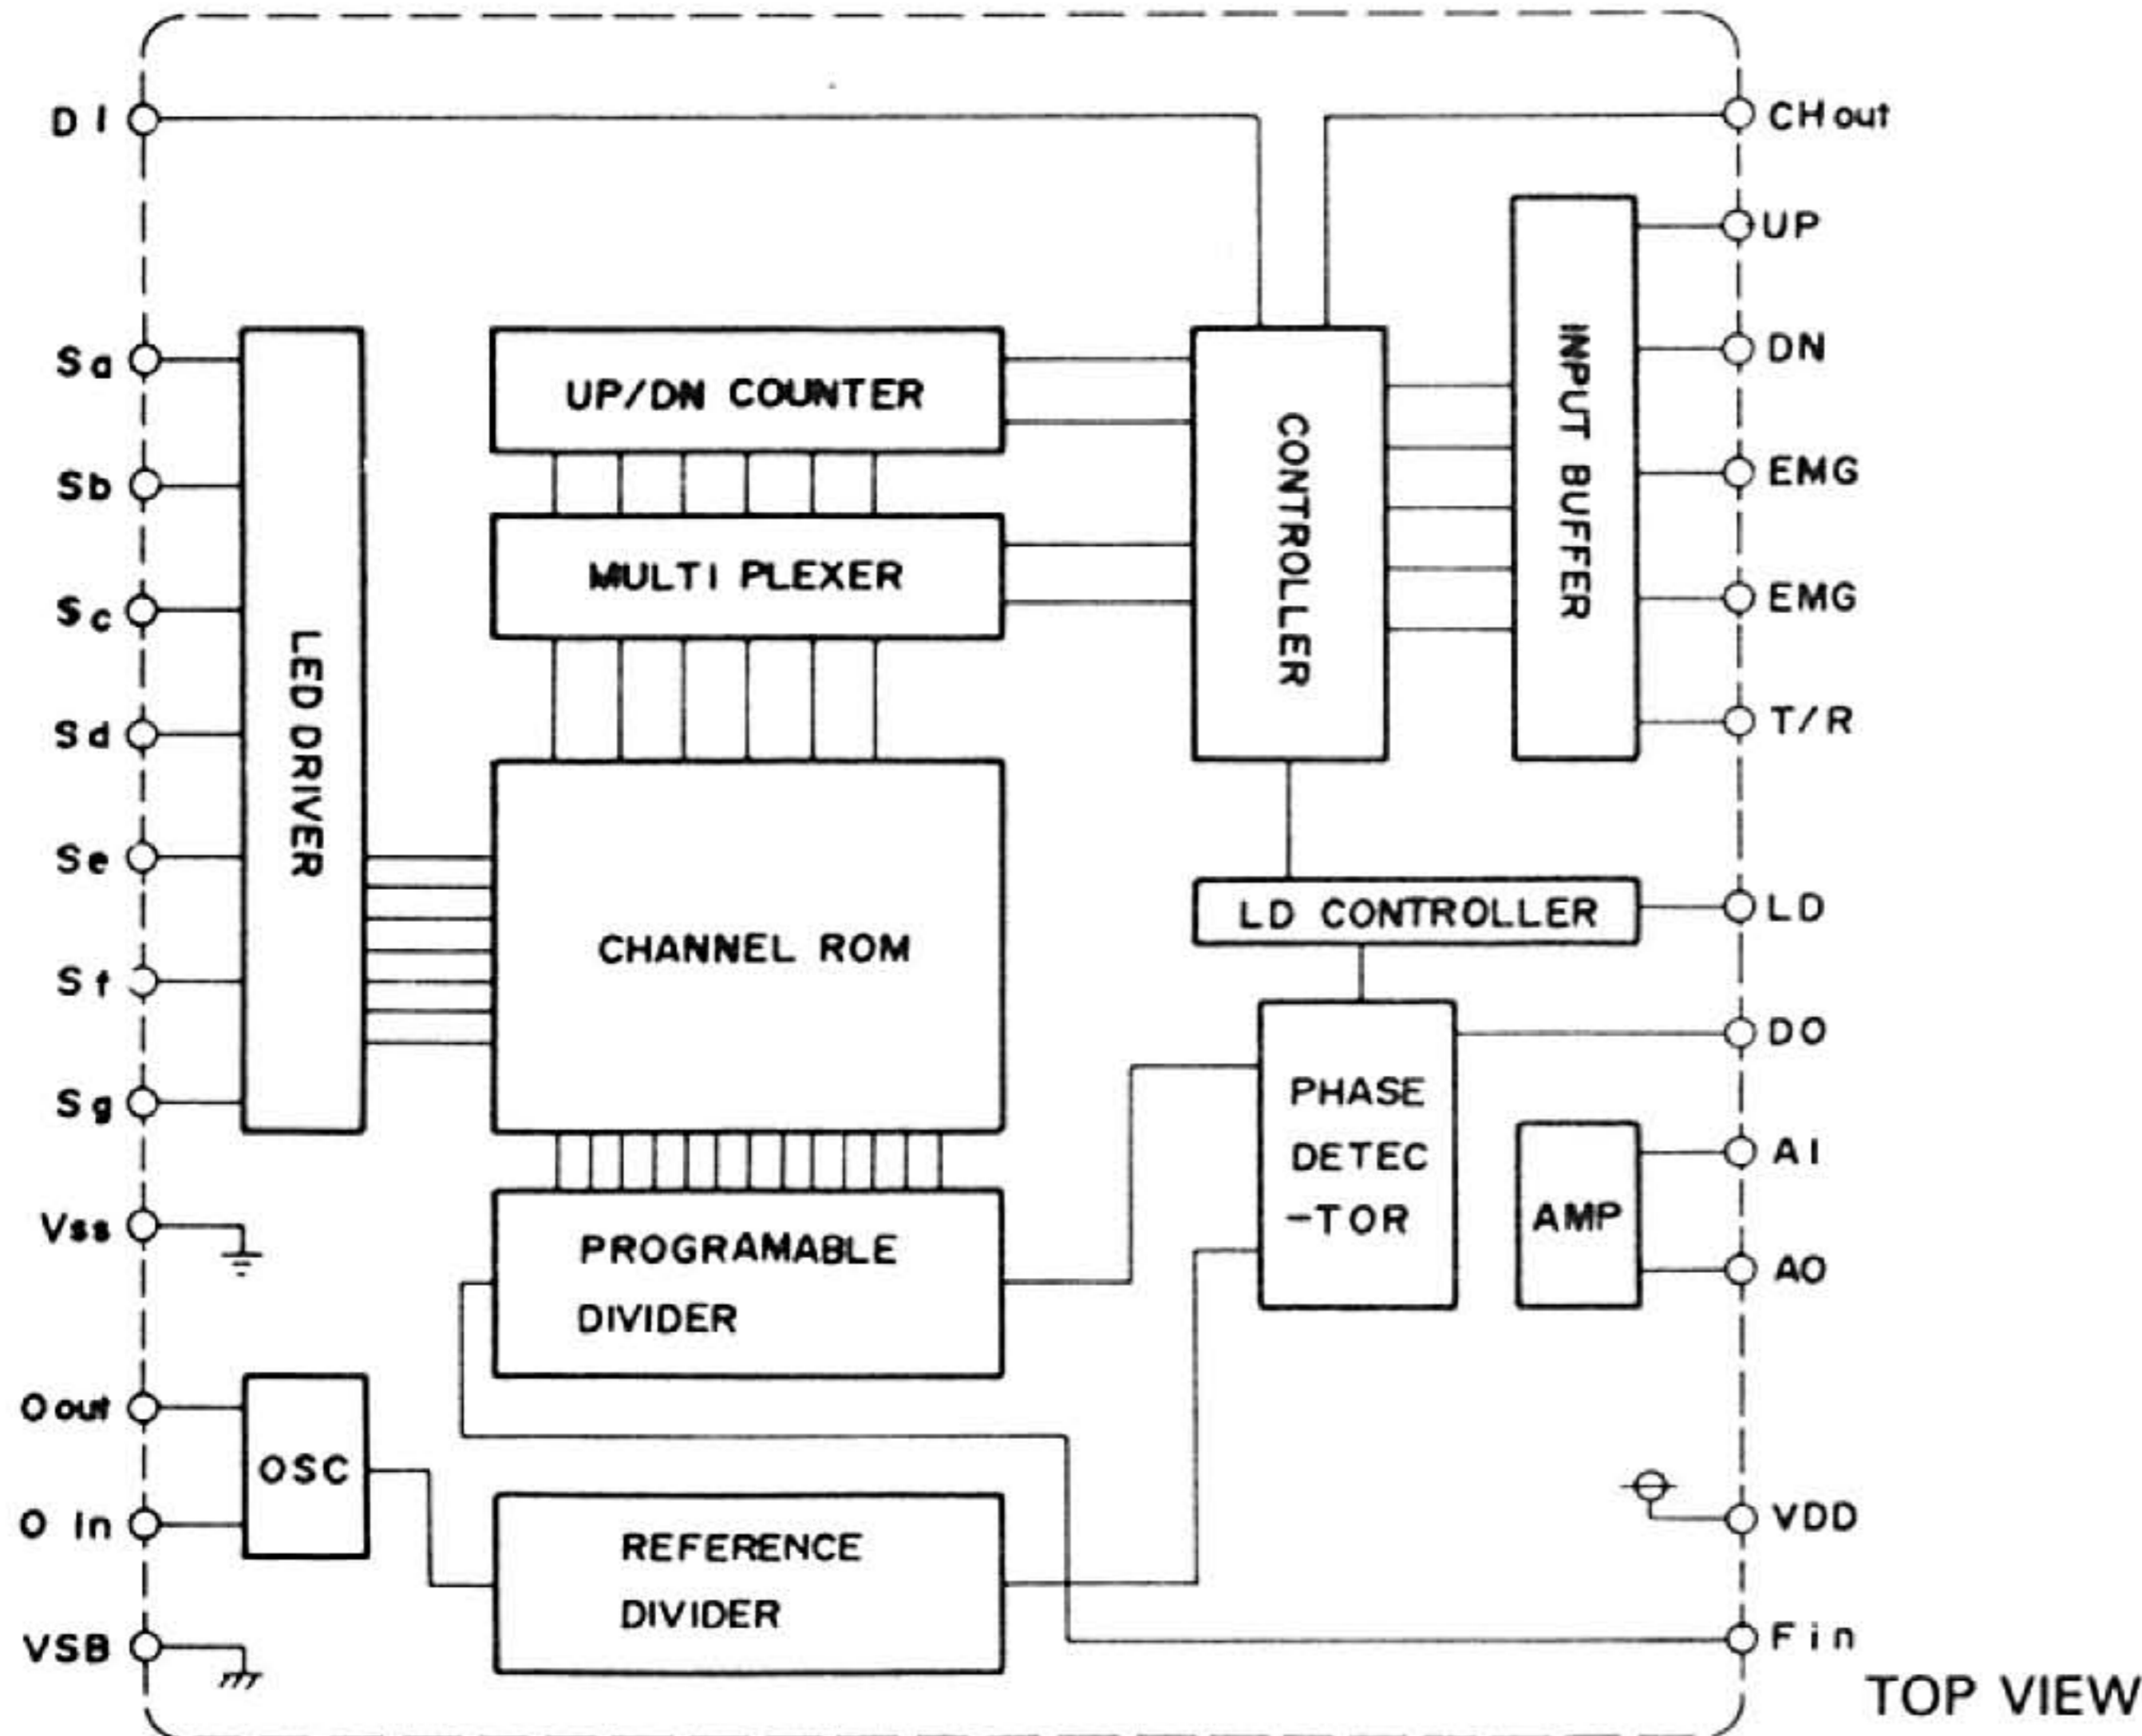 D I
CH out
UP
DN
EMG
EMG
T/R
LD
DO
A I
AO
VDD
Fin
Sa
Sb
Sc
Sd
Se
Sf
Sg
Vss
O out
O in
VSB
LED DRIVER
UP/DN COUNTER
MULTI PLEXER
CHANNEL ROM
PROGRAMABLE
DIVIDER
OSC
REFERENCE
DIVIDER
CONTROLLER
INPUT BUFFER
LD CONTROLLER
PHASE
DETEC
-TOR
AMP
TOP VIEW